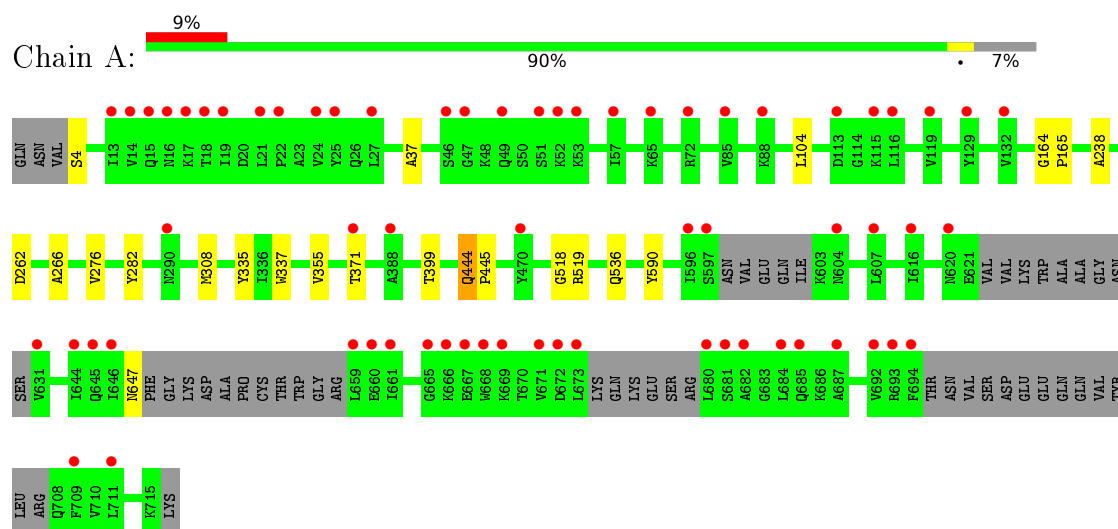 9%
Chain A:
90% • 7%
GLN ASN VAL S4 I13 V14 Q15 N16 K17 T18 I19 D20 L21 P22 A23 V24 Y25 Q26 L27 A37 S46 G47 K48 Q49 S50 S51 K52 K53 I57 K65 R72 V85 K88 L104 D113 G114 K115 L116 V119 Y129 V132 G164 P165 A238
D262 A266 V276 Y282 N290 M308 Y335 I336 W337 V355 T371 A388 T399 Q444 P445 Y470 G518 R519 Q536 Y590 I596 S597 ASN VAL GLU GLN ILE K603 N604 L607 I616 N620 E621 VAL VAL LYS TRP ALA ALA GLY ASN
SER V631 I644 Q645 I646 N647 PHE GLY LYS ASP ALA PRO CYS THR TRP GLY ARG L659 E660 I661 G665 K666 E667 W668 K669 T670 V671 D672 L673 LYS GLN LYS GLU SER ARG L680 S681 A682 G683 L684 Q685 K686 A687 V692 R693 F694 THR ASN VAL SER ASP GLU GLU GLN GLN VAL TYR
LEU ARG Q708 F709 V710 L711 K715 LYS